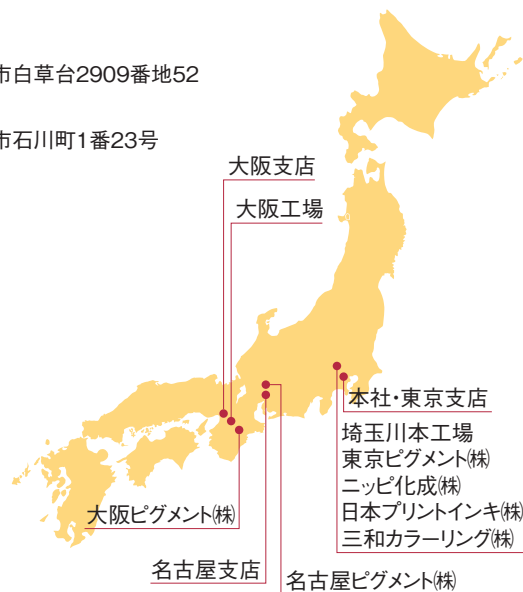 市白草台2909番地52
市石川町1番23号
大阪支店
大阪工場
本社・東京支店
埼玉川本工場
東京ピグメント㈱
ニッピ化成㈱
日本プリントインキ㈱
三和カラーリング㈱
大阪ピグメント㈱
名古屋支店
名古屋ピグメント㈱